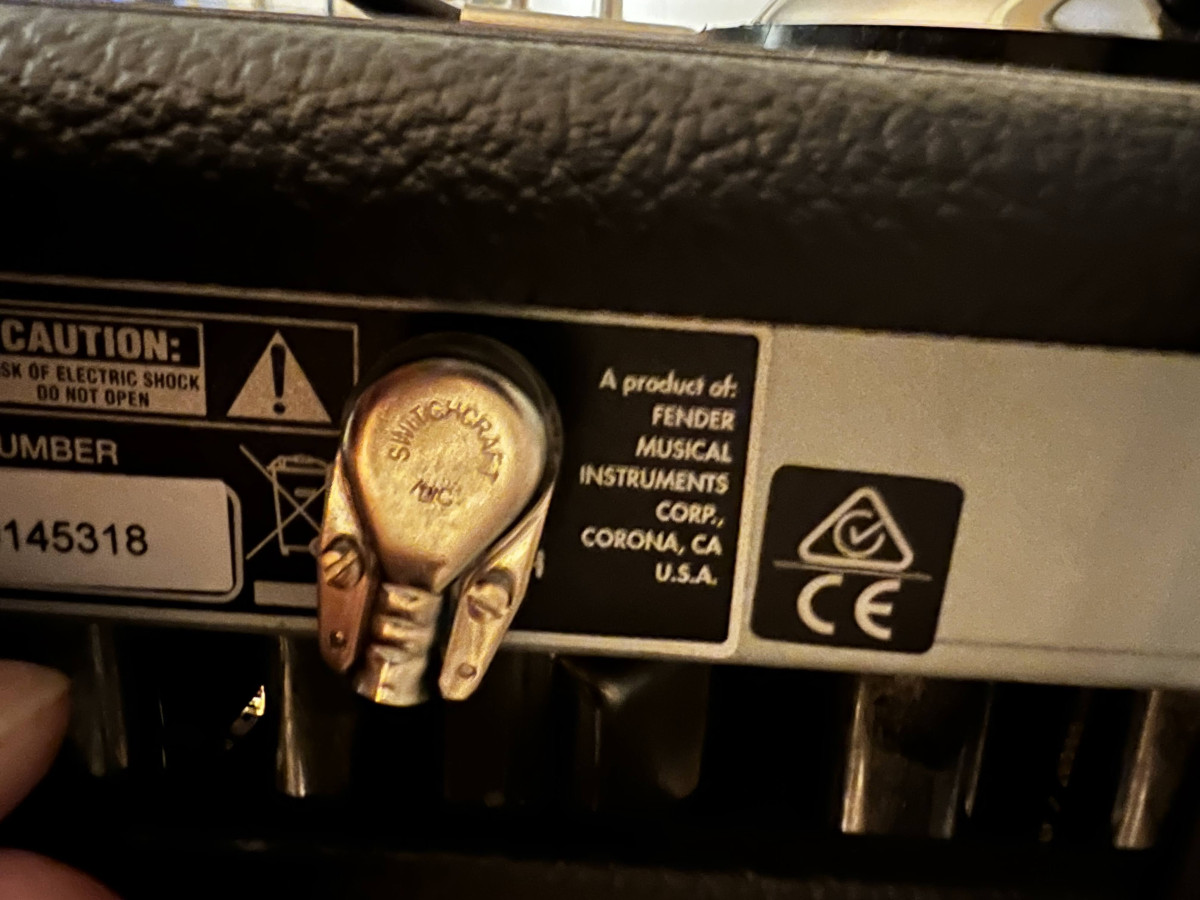 CAUTION:
SK OF ELECTRIC SHOCK
DO NOT OPEN
UMBER
145318
SWITCHCRAFT
A product of:
FENDER
MUSICAL
INSTRUMENTS
CORP.,
CORONA, CA
U.S.A.
CE